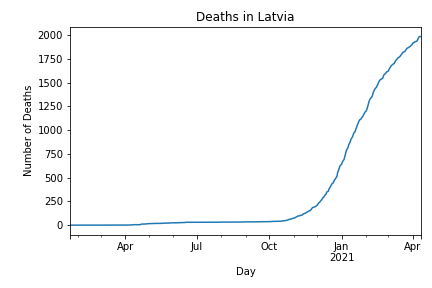 Deaths in Latvia
2000
1750
1500
1250
1000
750
500
250
0
Number of Deaths
Apr
Jul
Oct
Jan
2021
Apr
Day